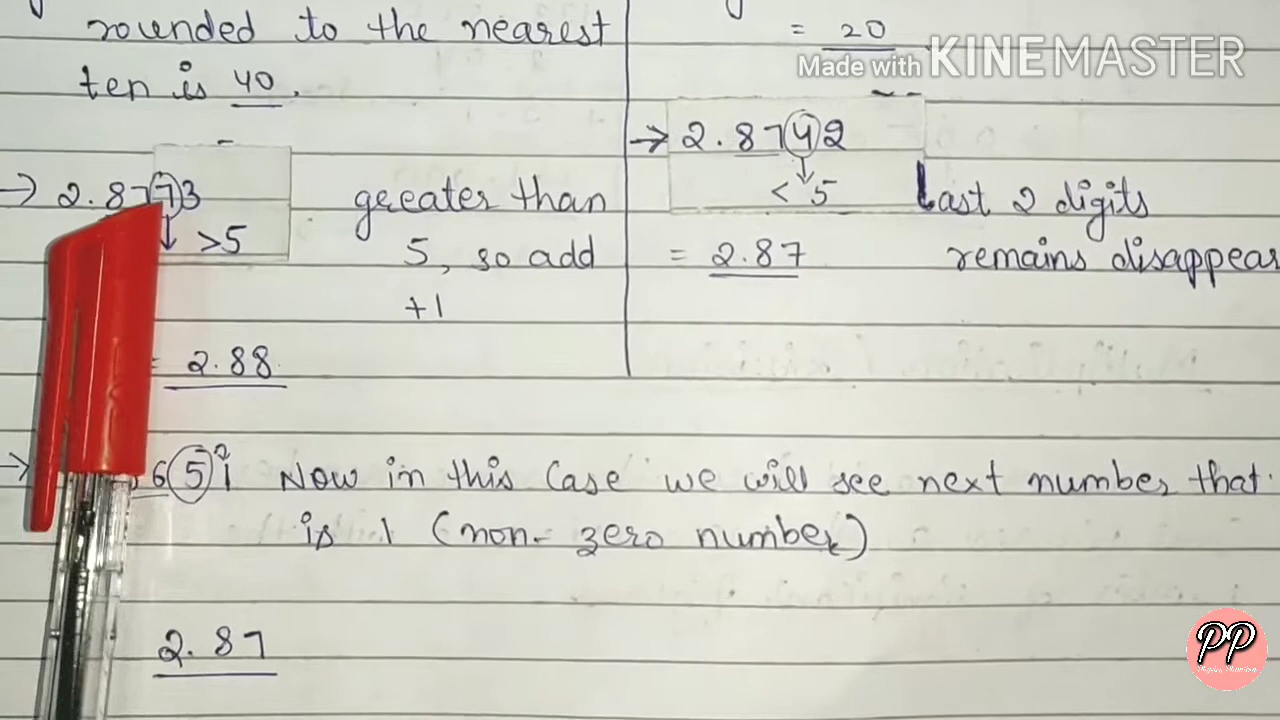 rounded to the nearest
ten is 40.
→ 2.8773
>5
greater than
5, so add
+1
= 2.88.
= 20
Made with KINEMASTER
→ 2.8742
< 5
Last 2 digits
= 2.87
remains disappear
→ 651 Now in this case we will see next number that
is 1 (non-zero number)
2.87
PP